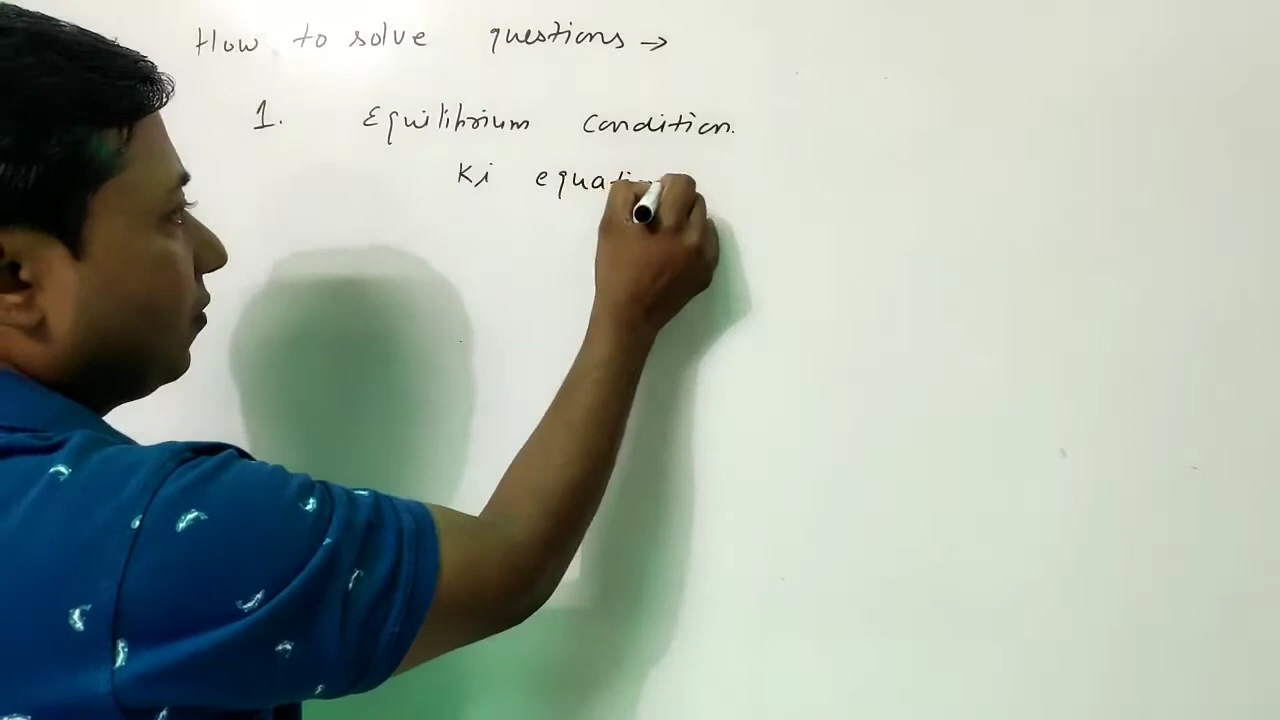 How to solve questions →
1. Equilibrium condition.
Ki